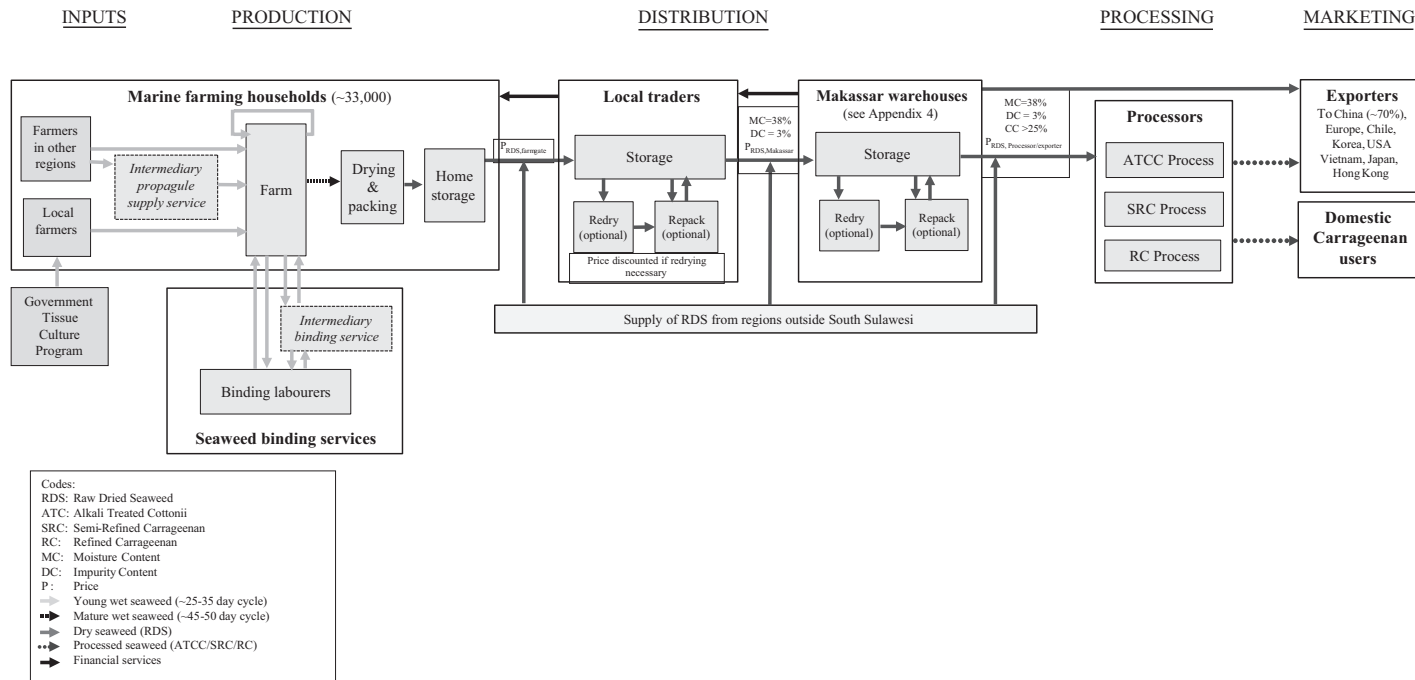 INPUTS
PRODUCTION
DISTRIBUTION
PROCESSING
MARKETING
Marine farming households (~33,000)
Farmers
in other
regions
Intermediary
propagule
supply service
Local
farmers
Farm
Drying
&
packing
Home
storage
Government
Tissue
Culture
Program
Intermediary
binding service
Binding labourers
Seaweed binding services
P RDS,farmgate
Local traders
Storage
Redry
(optional)
Repack
(optional)
Price discounted if redrying
necessary
MC=38%
DC = 3%
P RDS,Makassar
Makassar warehouses
(see Appendix 4)
Storage
Redry
(optional)
Repack
(optional)
MC=38%
DC = 3%
CC >25%
P RDS, Processor/exporter
Supply of RDS from regions outside South Sulawesi
Processors
ATCC Process
SRC Process
RC Process
Exporters
To China (~70%),
Europe, Chile,
Korea, USA
Vietnam, Japan,
Hong Kong
Domestic
Carrageenan
users
Codes:
RDS: Raw Dried Seaweed
ATC: Alkali Treated Cottonii
SRC: Semi-Refined Carrageenan
RC: Refined Carrageenan
MC: Moisture Content
DC: Impurity Content
P : Price
Young wet seaweed (~25-35 day cycle)
Mature wet seaweed (~45-50 day cycle)
Dry seaweed (RDS)
Processed seaweed (ATCC/SRC/RC)
Financial services